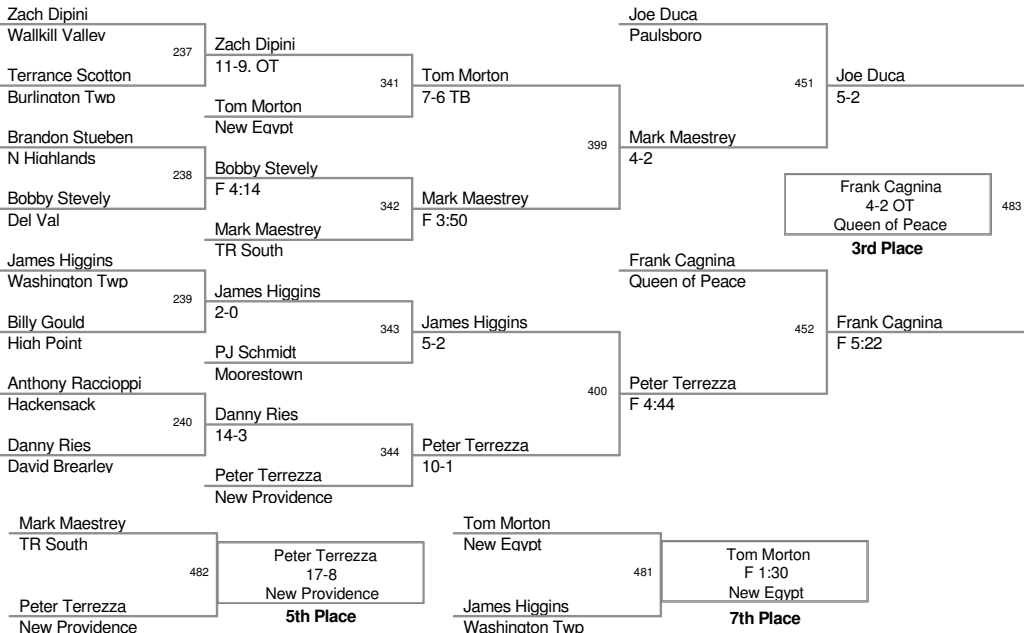 Zach Dipini
Wallkill Valley
237
Terrance Scotton
Burlington Twp
Brandon Stueben
N Highlands
238
Bobby Stevely
Del Val
James Higgins
Washington Twp
239
Billy Gould
High Point
Anthony Raccioppi
Hackensack
240
Danny Ries
David Brearley
Zach Dipini
11-9. OT
341
Tom Morton
New Egypt
Bobby Stevely
F 4:14
342
Mark Maestrey
TR South
James Higgins
2-0
343
PJ Schmidt
Moorestown
Danny Ries
14-3
344
Peter Terrezza
New Providence
Tom Morton
7-6 TB
399
Mark Maestrey
F 3:50
James Higgins
5-2
400
Peter Terrezza
10-1
Joe Duca
Paulsboro
451
Mark Maestrey
4-2
Frank Cagnina
Queen of Peace
452
Peter Terrezza
F 4:44
Joe Duca
5-2
Frank Cagnina
4-2 OT
Queen of Peace
483
3rd Place
Frank Cagnina
F 5:22
Mark Maestrey
TR South
482
Peter Terrezza
New Providence
Peter Terrezza
17-8
New Providence
5th Place
Tom Morton
New Egypt
481
James Higgins
Washington Twp
Tom Morton
F 1:30
New Egypt
7th Place